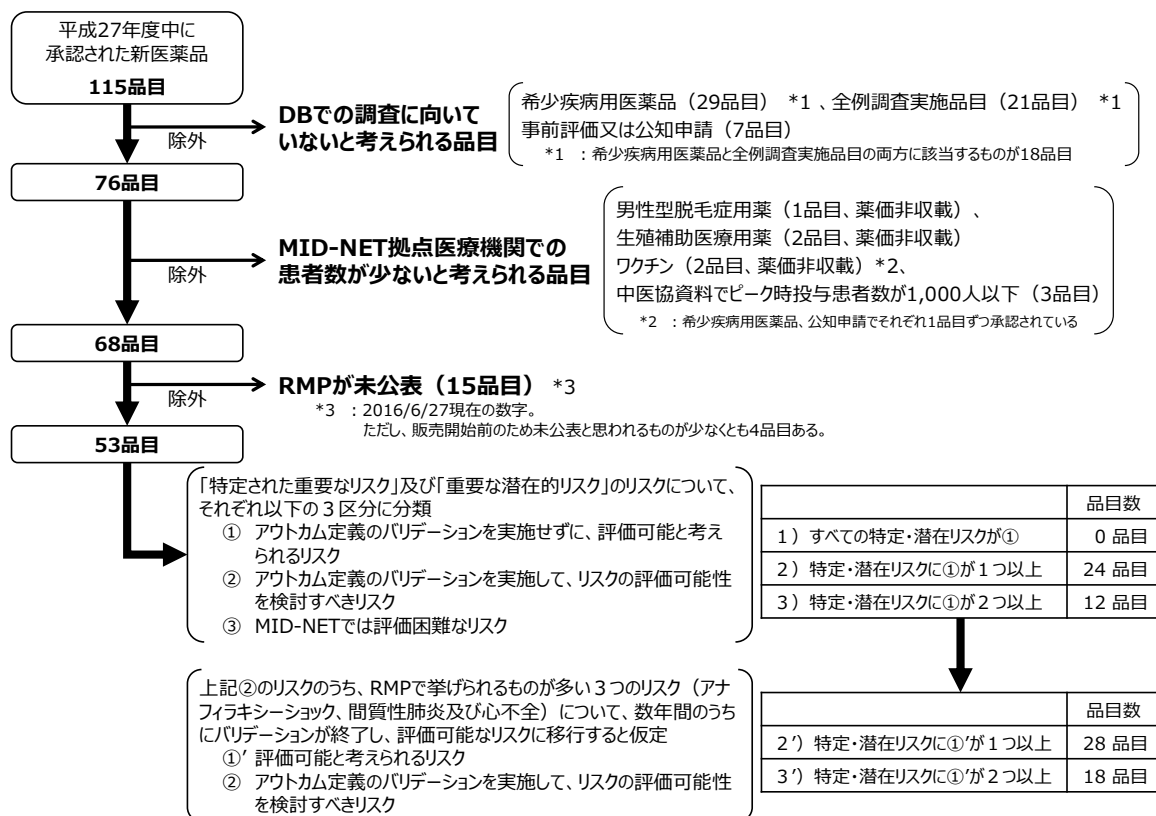 平成27年度中に
承認された新医薬品
115品目
除外
DBでの調査に向いて
いないと考えられる品目
希少疾病用医薬品（29品目） *1 、全例調査実施品目（21品目） *1
事前評価又は公知申請（7品目）
*1 ：希少疾病用医薬品と全例調査実施品目の両方に該当するものが18品目
76品目
除外
MID-NET拠点医療機関での
患者数が少ないと考えられる品目
男性型脱毛症用薬（1品目、薬価非収載）、
生殖補助医療用薬（2品目、薬価非収載）
ワクチン（2品目、薬価非収載）*2、
中医協資料でピーク時投与患者数が1,000人以下（3品目）
*2 ：希少疾病用医薬品、公知申請でそれぞれ1品目ずつ承認されている
68品目
除外
RMPが未公表（15品目） *3
*3 ：2016/6/27現在の数字。
ただし、販売開始前のため未公表と思われるものが少なくとも4品目ある。
53品目
「特定された重要なリスク」及び「重要な潜在的リスク」のリスクについて、
それぞれ以下の３区分に分類
① アウトカム定義のバリデーションを実施せずに、評価可能と考え
られるリスク
② アウトカム定義のバリデーションを実施して、リスクの評価可能性
を検討すべきリスク
③ MID-NETでは評価困難なリスク
品目数
1）すべての特定・潜在リスクが① 0 品目
2）特定・潜在リスクに①が１つ以上 24 品目
3）特定・潜在リスクに①が２つ以上 12 品目
上記②のリスクのうち、RMPで挙げられるものが多い３つのリスク（アナ
フィラキシーショック、間質性肺炎及び心不全）について、数年間のうち
にバリデーションが終了し、評価可能なリスクに移行すると仮定
①’ 評価可能と考えられるリスク
② アウトカム定義のバリデーションを実施して、リスクの評価可能性
を検討すべきリスク
品目数
2’）特定・潜在リスクに①’が１つ以上 28 品目
3’）特定・潜在リスクに①’が２つ以上 18 品目